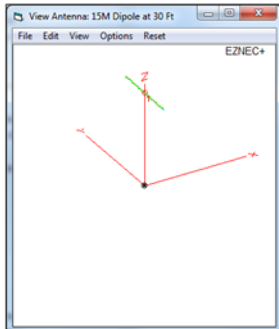 View Antenna: 15M Dipole at 30 Ft
File Edit View Options Reset
EZNEC+
Z
Y
X